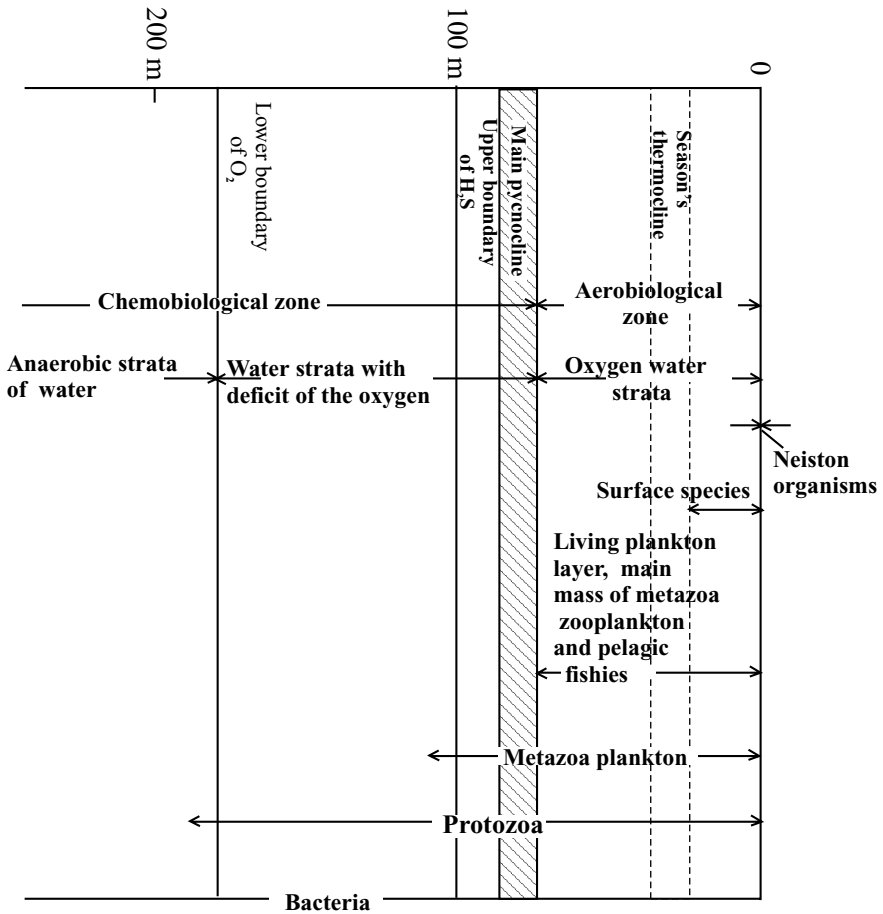 200 m
100 m
0
Lower boundary
of O₂
Upper boundary
of H₂S
Main pycnocline
Season's
thermocline
Chemobiological zone
Aerobiological
zone
Anaerobic strata
of water
Water strata with
deficit of the oxygen
Oxygen water
strata
Neiston
organisms
Surface species
Living plankton
layer, main
mass of metazoa
zooplankton
and pelagic
fishies
Metazoa plankton
Protozoa
Bacteria